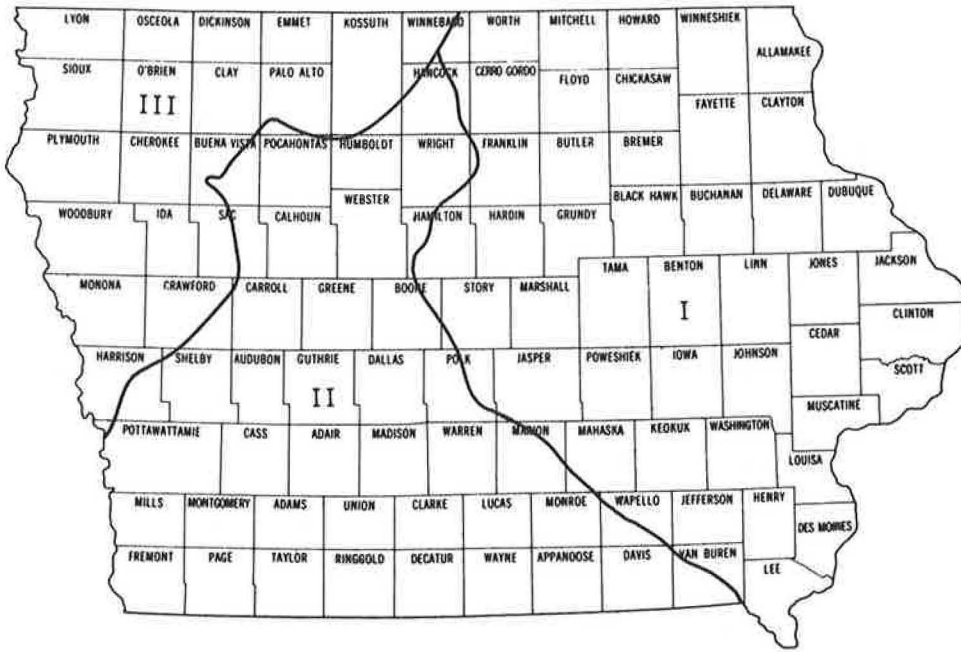 LYON OSCEOLA DICKINSON EMMET KOSSUTH WINNEBAGO WORTH MITCHELL HOWARD WINNESHIEK
ALLAMAKEE
SIOUX O'BRIEN CLAY PALO ALTO HANCOCK CERRO GORDO FLOYD CHICKASAW
III
FAYETTE CLAYTON
PLYMOUTH CHEROKEE BUENA VISTA POCAHONTAS HUMBOLDT WRIGHT FRANKLIN BUTLER BREMER
WEBSTER BLACK HAWK BUCHANAN DELAWARE DUBUQUE
WOODBURY IDA SAC CALHOUN HAMILTON HARDIN GRUNDY
TAMA BENTON LINN JONES JACKSON
MONONA CRAWFORD CARROLL GREENE BOONE STORY MARSHALL
I
CLINTON
CEDAR
HARRISON SHELBY AUDUBON GUTHRIE DALLAS POLK JASPER POWESHIEK IOWA JOHNSON
SCOTT
II
MUSCATINE
POTTAWATTAMIE CASS ADAIR MADISON WARREN MARION MAHASKA KEOKUK WASHINGTON
LOUISA
MILLS MONTGOMERY ADAMS UNION CLARKE LUCAS MONROE WAPELLO JEFFERSON HENRY
DES MOINES
FREMONT PAGE TAYLOR RINGGOLD DECATUR WAYNE APPANOOSE DAVIS VAN BUREN
LEE